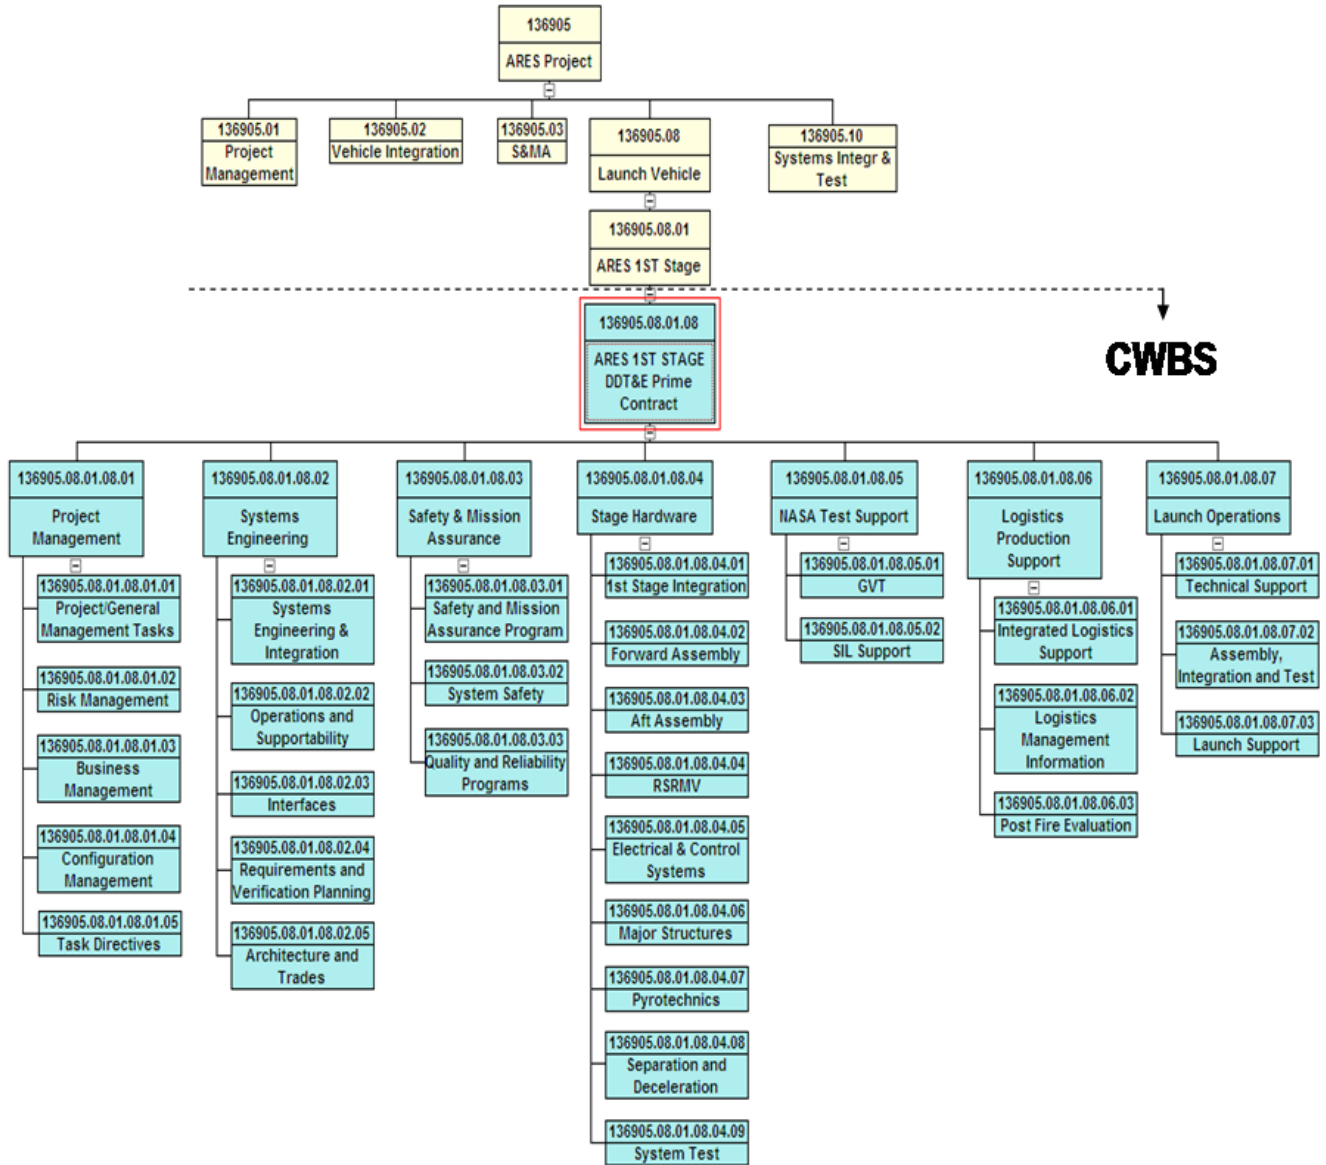 136905
ARES Project
136905.01
Project
Management
136905.02
Vehicle Integration
136905.03
S&MA
136905.08
Launch Vehicle
136905.10
Systems Integr &
Test
136905.08.01
ARES 1ST Stage
CWBS
136905.08.01.08
ARES 1ST STAGE
DDT&E Prime
Contract
136905.08.01.08.01
Project
Management
136905.08.01.08.01.01
Project/General
Management Tasks
136905.08.01.08.01.02
Risk Management
136905.08.01.08.01.03
Business
Management
136905.08.01.08.01.04
Configuration
Management
136905.08.01.08.01.05
Task Directives
136905.08.01.08.02
Systems
Engineering
136905.08.01.08.02.01
Systems
Engineering &
Integration
136905.08.01.08.02.02
Operations and
Supportability
136905.08.01.08.02.03
Interfaces
136905.08.01.08.02.04
Requirements and
Verification Planning
136905.08.01.08.02.05
Architecture and
Trades
136905.08.01.08.03
Safety & Mission
Assurance
136905.08.01.08.03.01
Safety and Mission
Assurance Program
136905.08.01.08.03.02
System Safety
136905.08.01.08.03.03
Quality and Reliability
Programs
136905.08.01.08.04
Stage Hardware
136905.08.01.08.04.01
1st Stage Integration
136905.08.01.08.04.02
Forward Assembly
136905.08.01.08.04.03
Aft Assembly
136905.08.01.08.04.04
RSRMV
136905.08.01.08.04.05
Electrical & Control
Systems
136905.08.01.08.04.06
Major Structures
136905.08.01.08.04.07
Pyrotechnics
136905.08.01.08.04.08
Separation and
Deceleration
136905.08.01.08.04.09
System Test
136905.08.01.08.05
NASA Test Support
136905.08.01.08.05.01
GVT
136905.08.01.08.05.02
SIL Support
136905.08.01.08.06
Logistics
Production
Support
136905.08.01.08.06.01
Integrated Logistics
Support
136905.08.01.08.06.02
Logistics
Management
Information
136905.08.01.08.06.03
Post Fire Evaluation
136905.08.01.08.07
Launch Operations
136905.08.01.08.07.01
Technical Support
136905.08.01.08.07.02
Assembly,
Integration and Test
136905.08.01.08.07.03
Launch Support